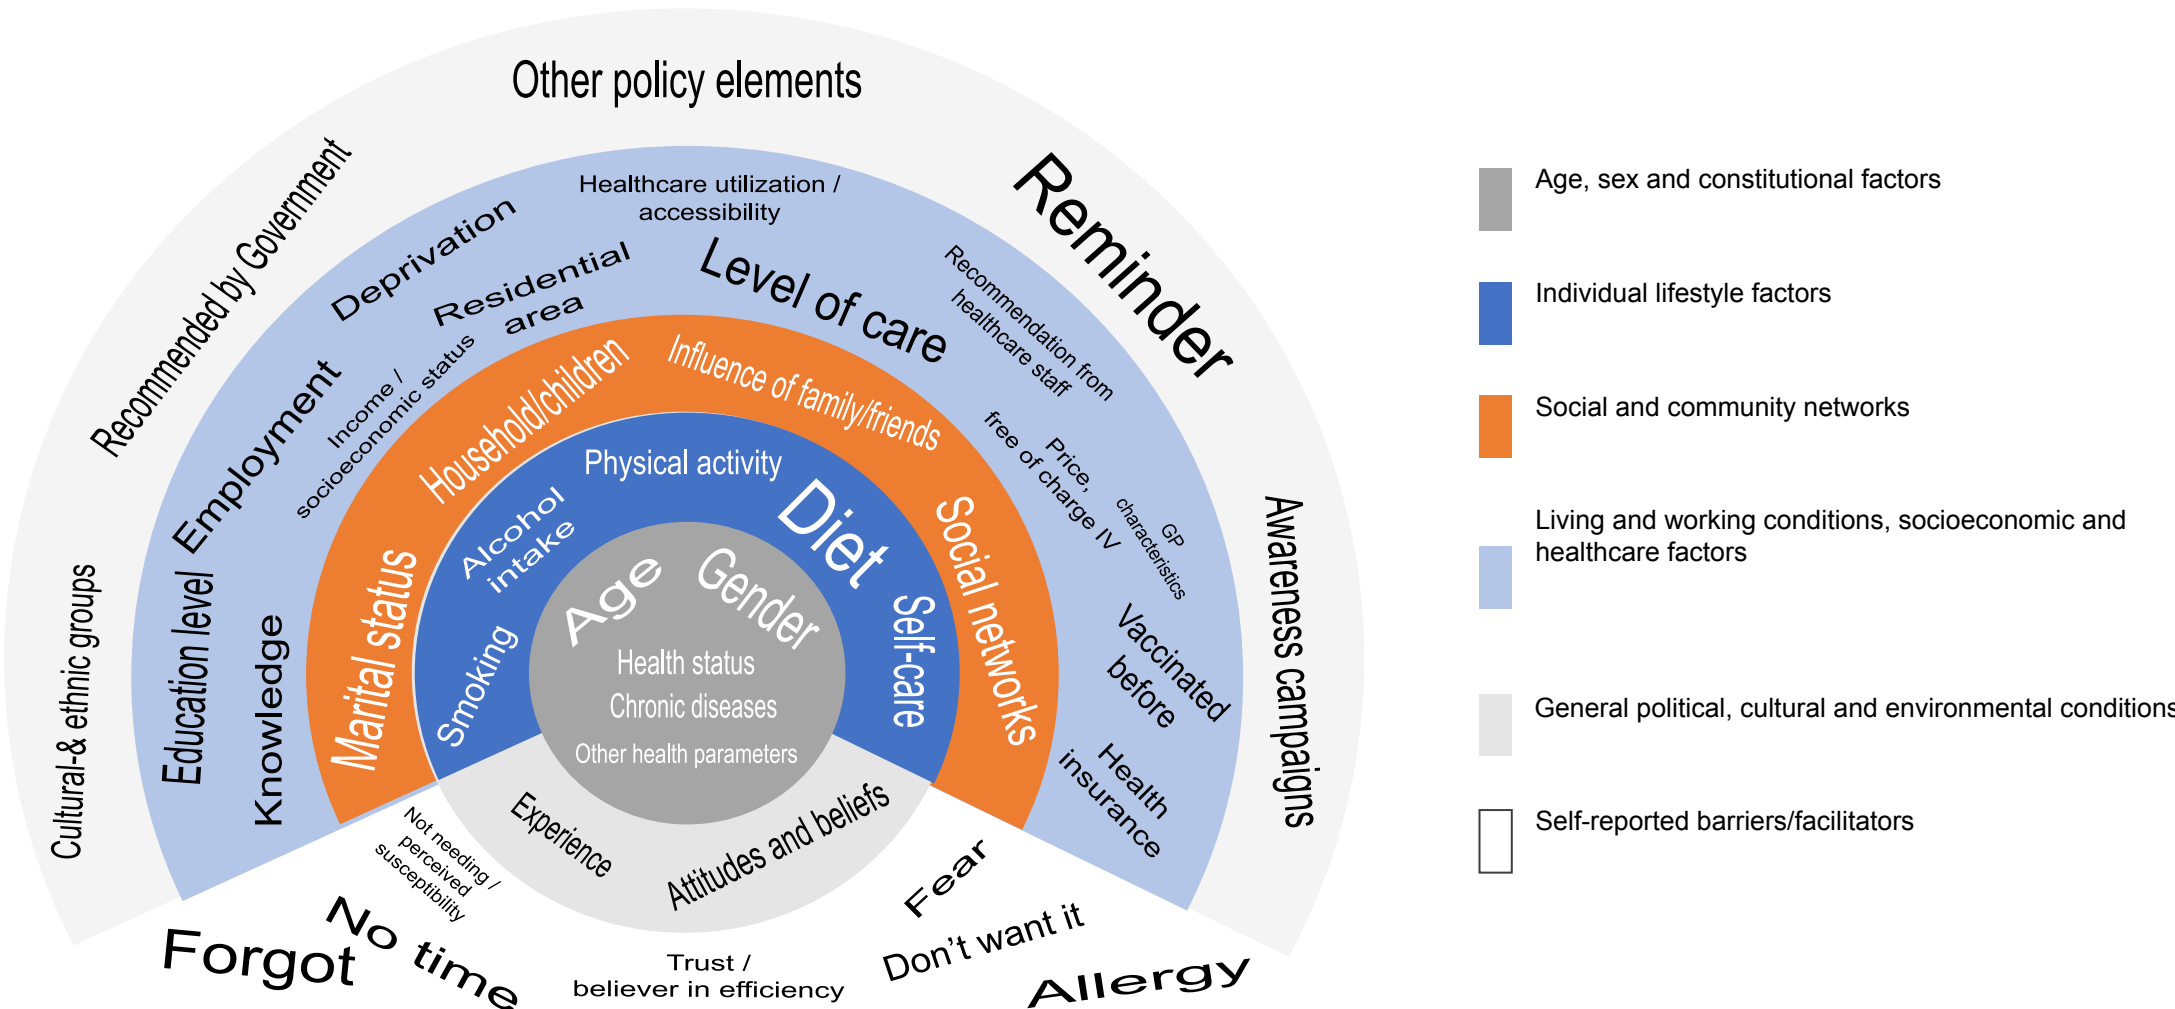 Other policy elements
Recommended by Government
Reminder
Cultural-& ethnic groups
Awareness campaigns
Healthcare utilization /
accessibility
Deprivation
Residential
area
Level of care
Recommendation from
healthcare staff
Employment
Income /
socioeconomic status
Price,
free of charge IV
GP
characteristics
Education level
Knowledge
Vaccinated
before
Health
insurance
Household/children
Influence of family/friends
Marital status
Social networks
Physical activity
Alcohol
intake
Diet
Smoking
Self-care
Age
Gender
Health status
Chronic diseases
Other health parameters
Experience
Attitudes and beliefs
Not needing /
perceived
susceptibility
Fear
Forgot
No time
Trust /
believer in efficiency
Don't want it
Allergy
Age, sex and constitutional factors
Individual lifestyle factors
Social and community networks
Living and working conditions, socioeconomic and
healthcare factors
General political, cultural and environmental conditions
Self-reported barriers/facilitators